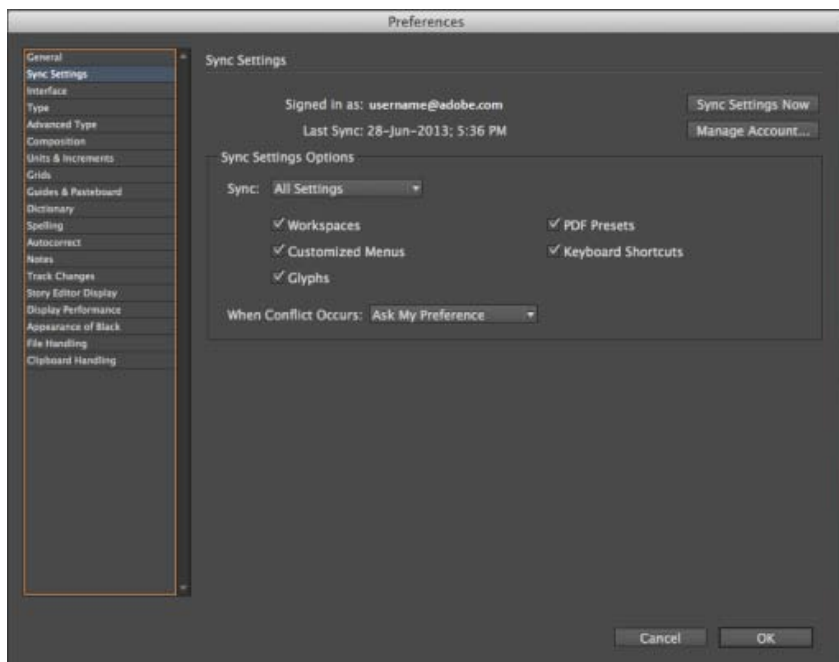 Preferences
General
Sync Settings
Interface
Type
Advanced Type
Composition
Units & Increments
Grids
Guides & Pasteboard
Dictionary
Spelling
Autocorrect
Notes
Track Changes
Story Editor Display
Display Performance
Appearance of Black
File Handling
Clipboard Handling
Sync Settings
Signed in as: username@adobe.com
Sync Settings Now
Last Sync: 28-Jun-2013; 5:36 PM
Manage Account...
Sync Settings Options
Sync: All Settings
Workspaces
PDF Presets
Customized Menus
Keyboard Shortcuts
Glyphs
When Conflict Occurs: Ask My Preference
Cancel
OK